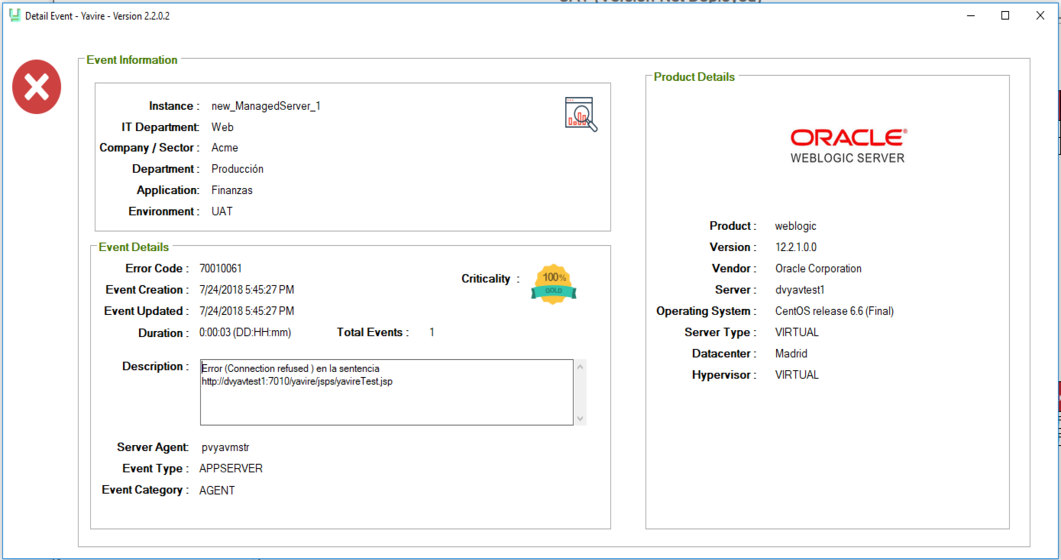 Detail Event - Yavire - Version 2.2.0.2
Event Information
Instance : new_ManagedServer_1
IT Department: Web
Company / Sector : Acme
Department : Producción
Application: Finanzas
Environment : UAT
Event Details
Error Code : 70010061
Criticality : 100% GOLD
Event Creation : 7/24/2018 5:45:27 PM
Event Updated : 7/24/2018 5:45:27 PM
Duration : 0:00:03 (DD:HH:mm) Total Events : 1
Description : Error (Connection refused ) en la sentencia
http://dvyavtest1:7010/yavire/jsps/yavireTest.jsp
Server Agent: pvyavmstr
Event Type : APPSERVER
Event Category : AGENT
Product Details
ORACLE®
WEBLOGIC SERVER
Product : weblogic
Version : 12.2.1.0.0
Vendor : Oracle Corporation
Server : dvyavtest1
Operating System : CentOS release 6.6 (Final)
Server Type : VIRTUAL
Datacenter : Madrid
Hypervisor : VIRTUAL